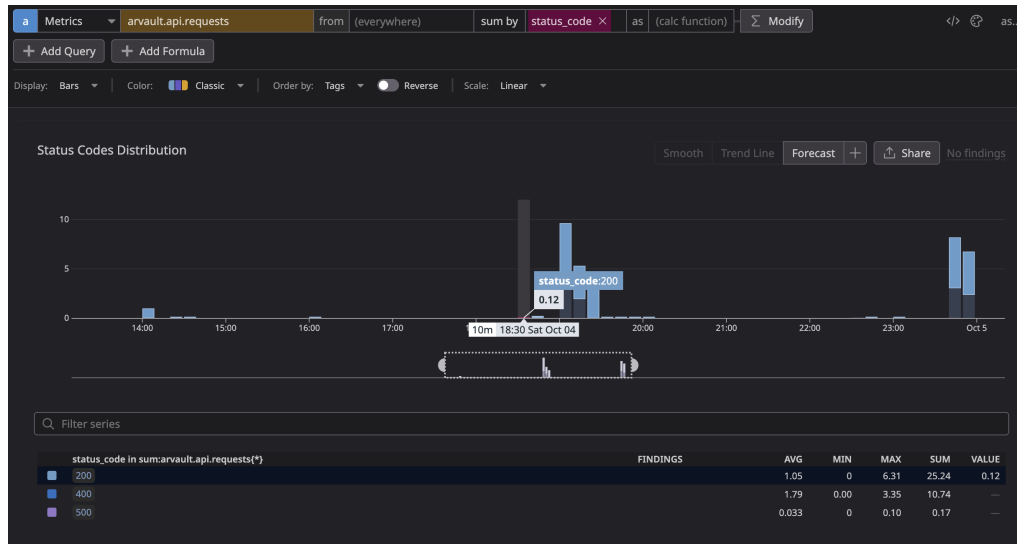 a Metrics arvault.api.requests from (everywhere) sum by status_code × as (calc function) Σ Modify </> as..
+ Add Query + Add Formula
Display: Bars Color: Classic Order by: Tags Reverse Scale: Linear
Status Codes Distribution
Smooth Trend Line Forecast + Share No findings
10
5
0
status_code:200
0.12
14:00 15:00 16:00 17:00 20:00 21:00 22:00 23:00 Oct 5
10m 18:30 Sat Oct 04
Filter series
status_code in sum:arvault.api.requests{*} FINDINGS AVG MIN MAX SUM VALUE
200 1.05 0 6.31 25.24 0.12
400 1.79 0.00 3.35 10.74 —
500 0.033 0 0.10 0.17 —